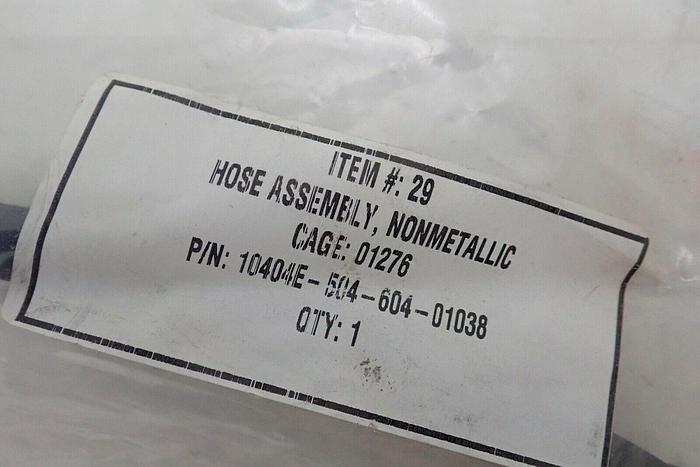 ITEM #: 29
HOSE ASSEMBLY, NONMETALLIC
CAGE: 01276
P/N: 10404E-504-604-01038
QTY: 1